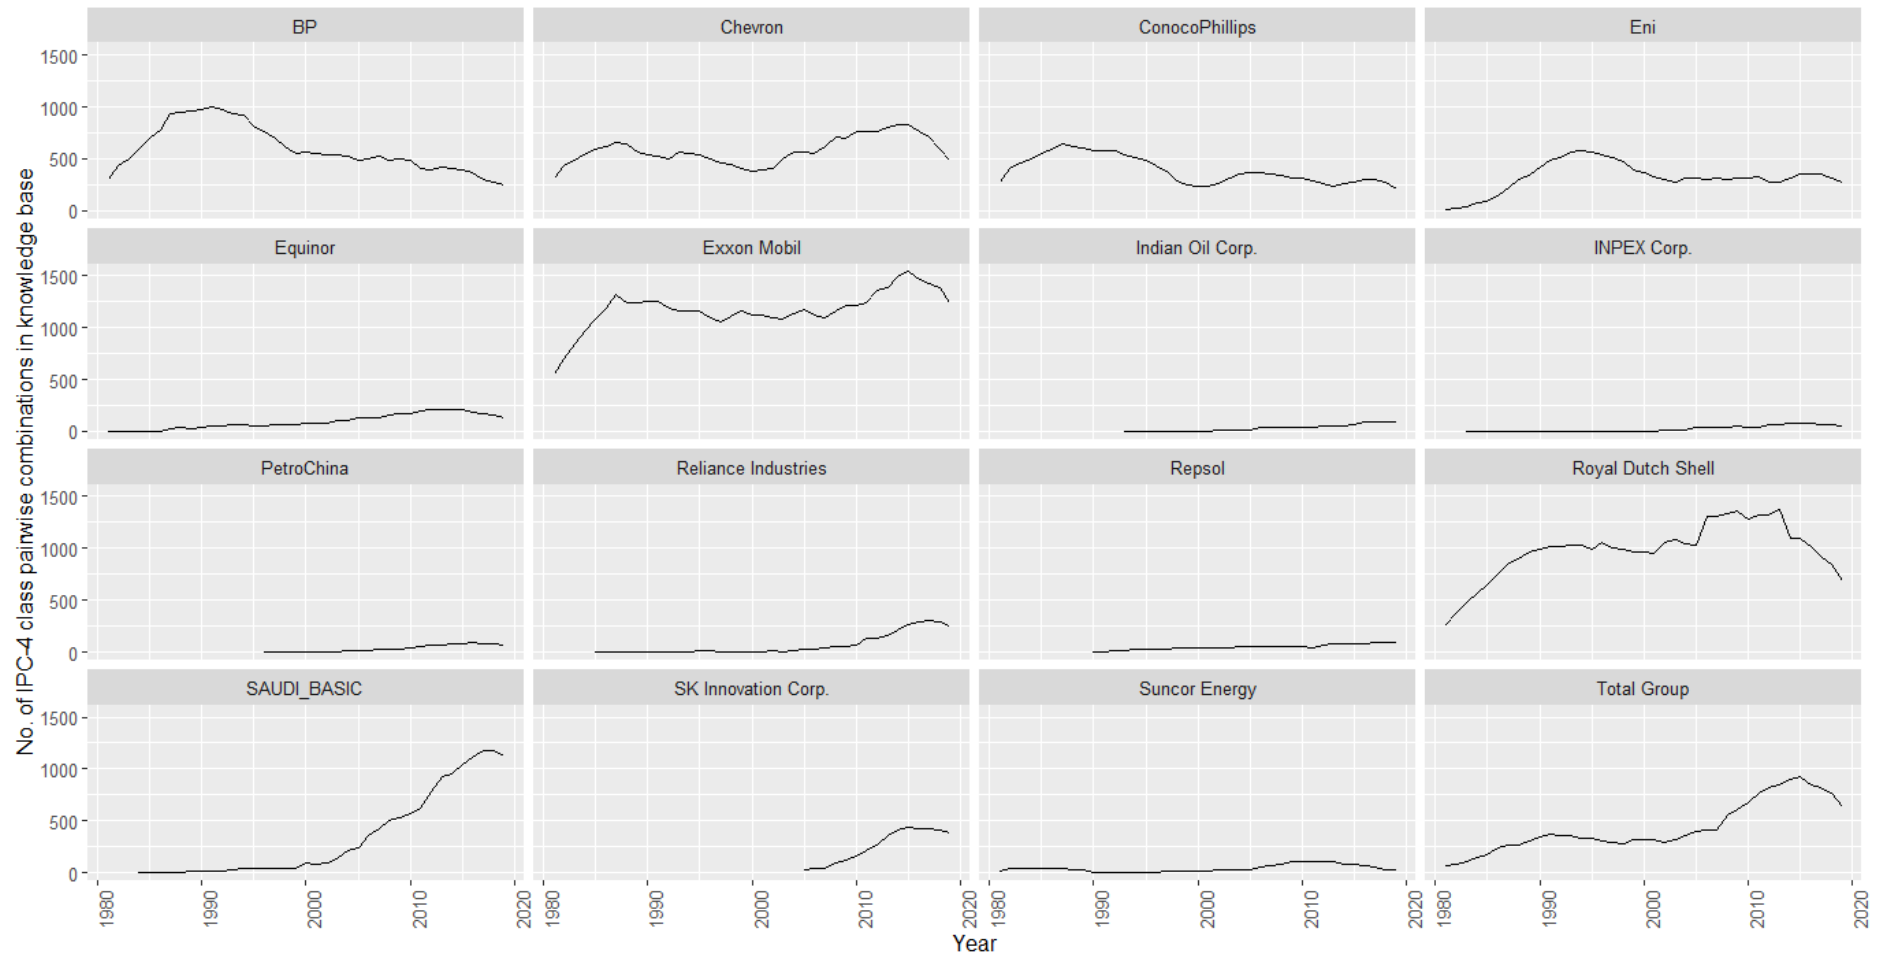 BP Chevron ConocoPhillips Eni
1500
1000
500
0
Equinor Exxon Mobil Indian Oil Corp. INPEX Corp.
1500
1000
500
0
PetroChina Reliance Industries Repsol Royal Dutch Shell
1500
1000
500
0
SAUDI_BASIC SK Innovation Corp. Suncor Energy Total Group
1500
1000
500
0
1980 1990 2000 2010 2020 1980 1990 2000 2010 2020 1980 1990 2000 2010 2020 1980 1990 2000 2010 2020
Year
No. of IPC-4 class pairwise combinations in knowledge base